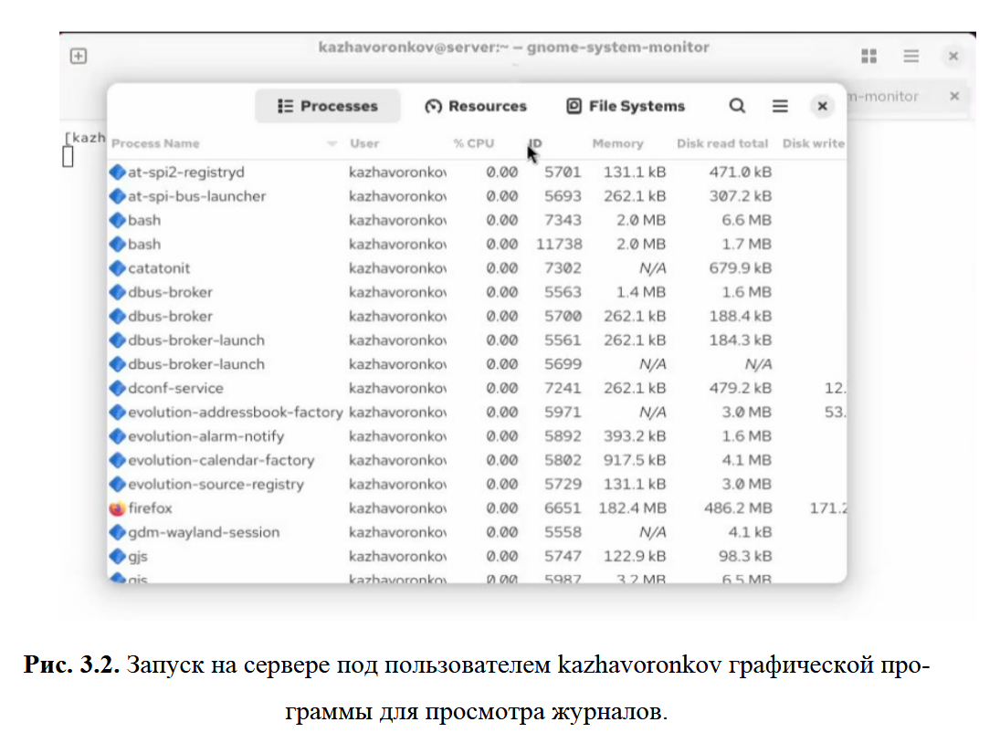 kazhavoronkov@server:~ – gnome-system-monitor
Processes Resources File Systems
m-monitor
[kazh
Process Name User % CPU ID Memory Disk read total Disk write
at-spi2-registryd kazhavoronkov 0.00 5701 131.1 kB 471.0 kB
at-spi-bus-launcher kazhavoronkov 0.00 5693 262.1 kB 307.2 kB
bash kazhavoronkov 0.00 7343 2.0 MB 6.6 MB
bash kazhavoronkov 0.00 11738 2.0 MB 1.7 MB
catatonit kazhavoronkov 0.00 7302 N/A 679.9 kB
dbus-broker kazhavoronkov 0.00 5563 1.4 MB 1.6 MB
dbus-broker kazhavoronkov 0.00 5700 262.1 kB 188.4 kB
dbus-broker-launch kazhavoronkov 0.00 5561 262.1 kB 184.3 kB
dbus-broker-launch kazhavoronkov 0.00 5699 N/A N/A
dconf-service kazhavoronkov 0.00 7241 262.1 kB 479.2 kB 12.
evolution-addressbook-factory kazhavoronkov 0.00 5971 N/A 3.0 MB 53.
evolution-alarm-notify kazhavoronkov 0.00 5892 393.2 kB 1.6 MB
evolution-calendar-factory kazhavoronkov 0.00 5802 917.5 kB 4.1 MB
evolution-source-registry kazhavoronkov 0.00 5729 131.1 kB 3.0 MB
firefox kazhavoronkov 0.00 6651 182.4 MB 486.2 MB 171.2
gdm-wayland-session kazhavoronkov 0.00 5558 N/A 4.1 kB
gjs kazhavoronkov 0.00 5747 122.9 kB 98.3 kB
gjs kazhavoronkov 0.00 5987 3.2 MB 6.5 MB
Рис. 3.2. Запуск на сервере под пользователем kazhavoronkov графической про-
граммы для просмотра журналов.